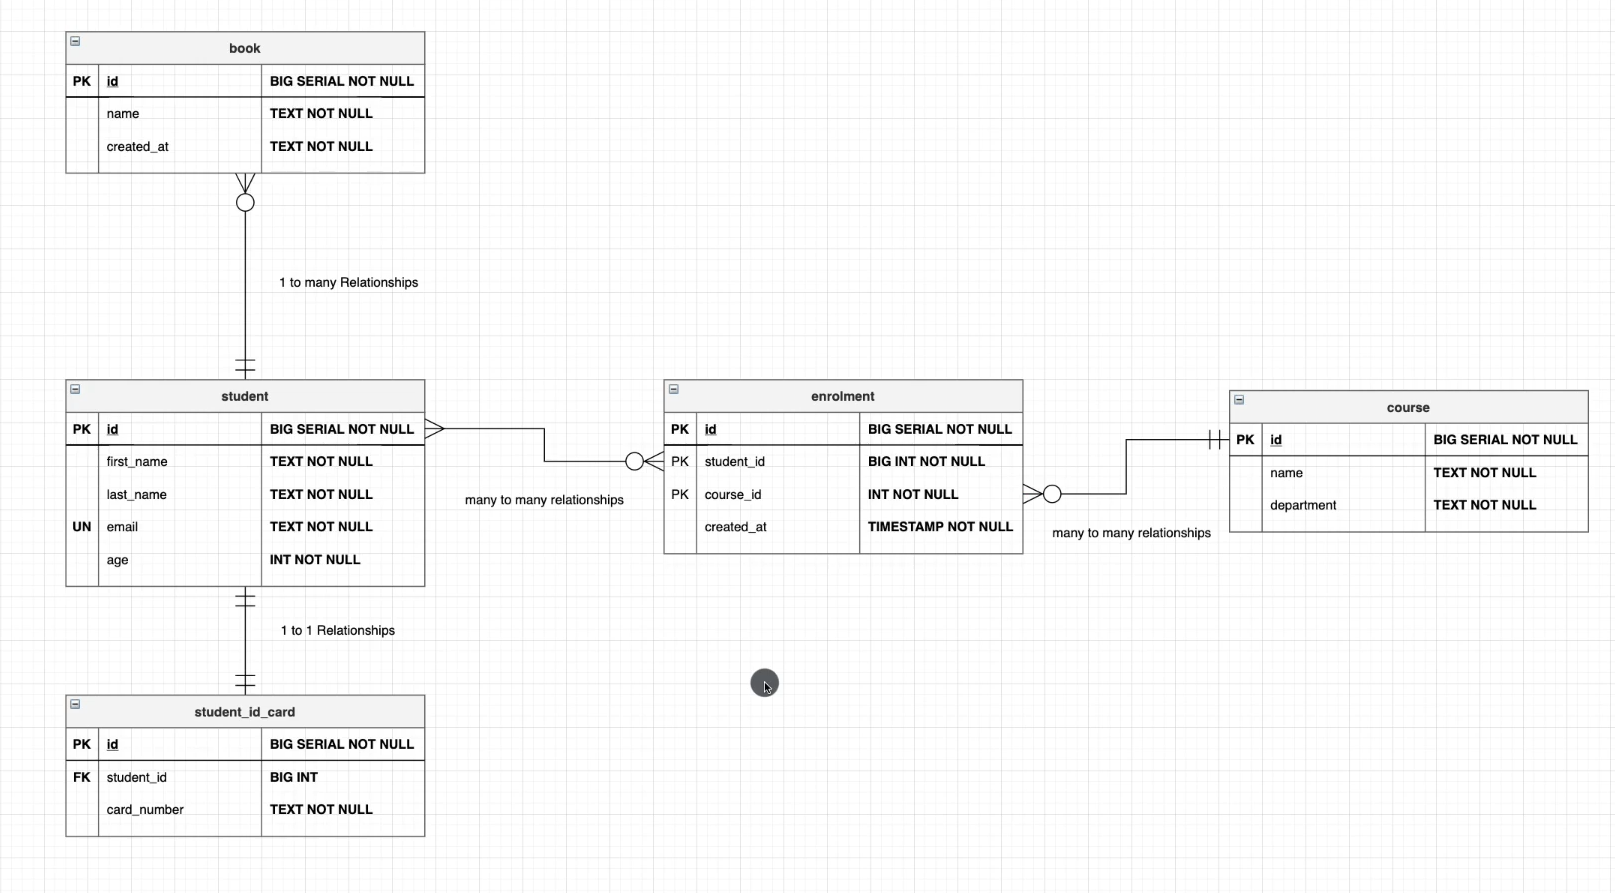 book
PK id BIG SERIAL NOT NULL
name TEXT NOT NULL
created_at TEXT NOT NULL
1 to many Relationships
student
PK id BIG SERIAL NOT NULL
first_name TEXT NOT NULL
last_name TEXT NOT NULL
UN email TEXT NOT NULL
age INT NOT NULL
many to many relationships
enrolment
PK id BIG SERIAL NOT NULL
PK student_id BIG INT NOT NULL
PK course_id INT NOT NULL
created_at TIMESTAMP NOT NULL
many to many relationships
course
PK id BIG SERIAL NOT NULL
name TEXT NOT NULL
department TEXT NOT NULL
1 to 1 Relationships
student_id_card
PK id BIG SERIAL NOT NULL
FK student_id BIG INT
card_number TEXT NOT NULL